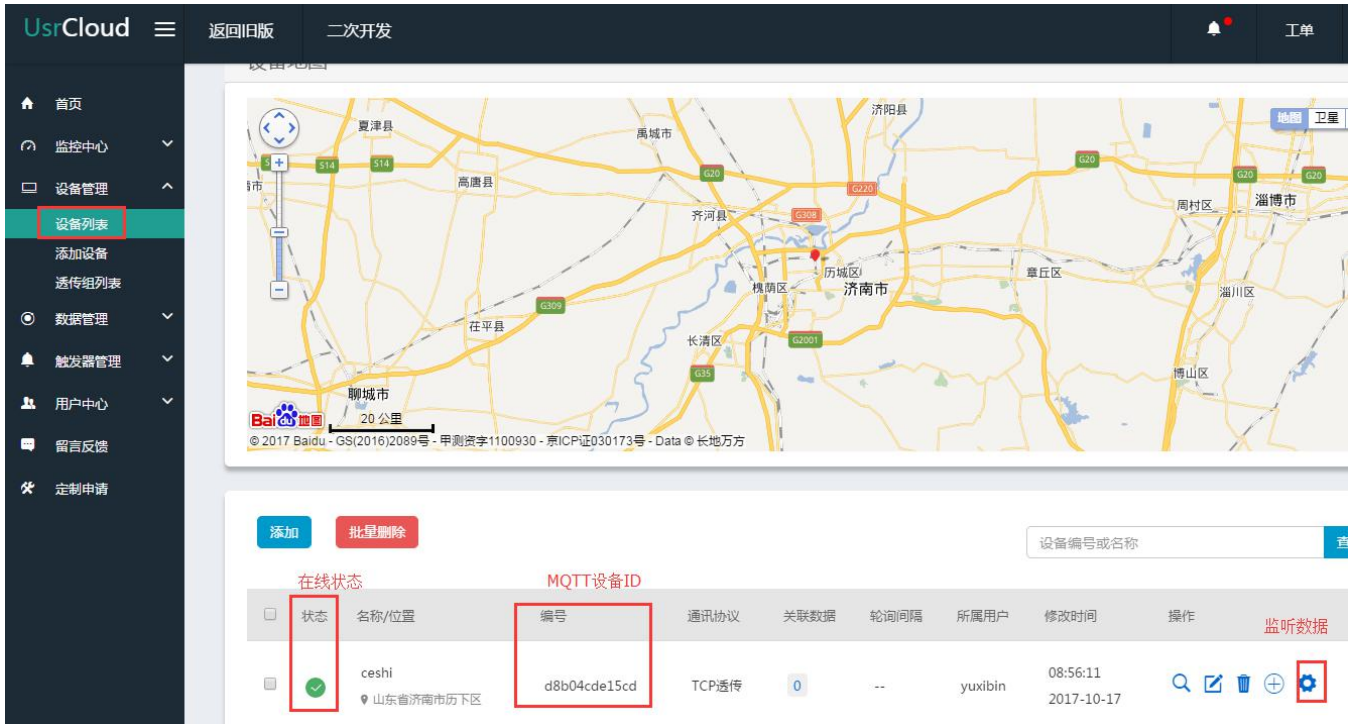 UsrCloud 返回旧版 二次开发 工单
设备地图
首页
监控中心
设备管理
设备列表
添加设备
透传组列表
数据管理
触发器管理
用户中心
留言反馈
定制申请
夏津县
禹城市
济阳县
地图 卫星
S14
S14
G20
G20
G20
G20
高唐县
G220
齐河县
G308
周村区
淄博市
历城区
章丘区
槐荫区
济南市
淄川区
G309
茌平县
长清区
G2001
G35
博山区
聊城市
Bai du 地图
20 公里
© 2017 Baidu - GS(2016)2089号 - 甲测资字1100930 - 京ICP证030173号 - Data © 长地万方
添加 批量删除
设备编号或名称
在线状态 MQTT设备ID
状态 名称/位置 编号 通讯协议 关联数据 轮询间隔 所属用户 修改时间 操作
监听数据
ceshi
山东省济南市历下区
d8b04cde15cd TCP透传 0 -- yuxibin
08:56:11
2017-10-17